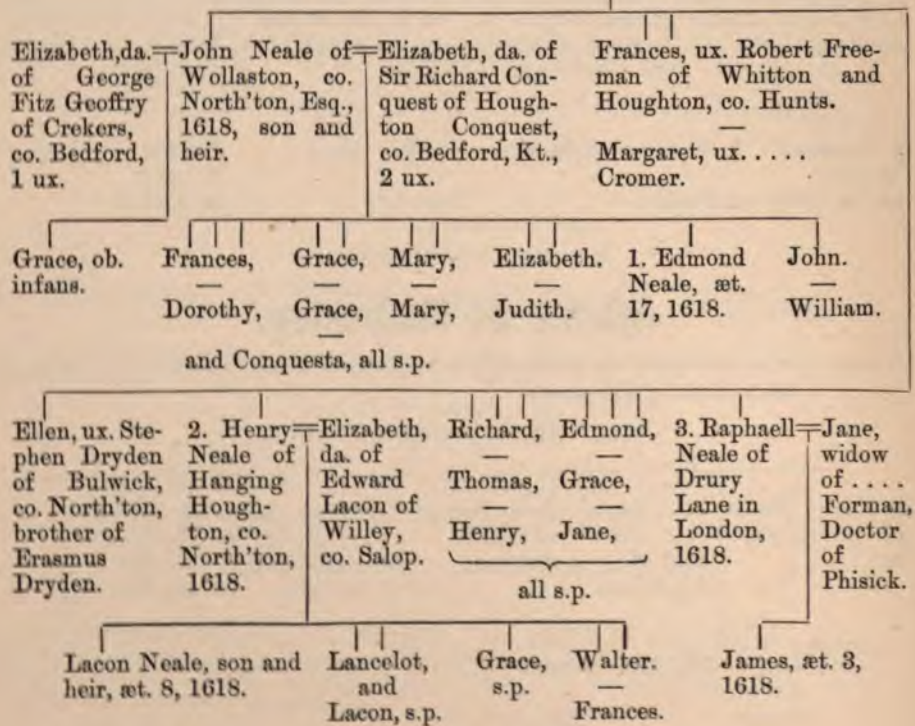 Elizabeth, da. of George Fitz Geoffry of Crekers, co. Bedford, 1 ux.
John Neale of Wollaston, co. North'ton, Esq., 1618, son and heir.
Elizabeth, da. of Sir Richard Conquest of Houghton Conquest, co. Bedford, Kt., 2 ux.
Frances, ux. Robert Freeman of Whitton and Houghton, co. Hunts.
—
Margaret, ux. . . . . . Cromer.
Grace, ob. infans.
Frances,
—
Dorothy,
Grace,
—
Grace,
—
Mary,
—
Mary,
and Conquesta, all s.p.
Elizabeth.
—
Judith.
1. Edmond Neale, æt. 17, 1618.
John.
—
William.
Ellen, ux. Stephen Dryden of Bulwick, co. North'ton, brother of Erasmus Dryden.
2. Henry Neale of Hanging Houghton, co. North'ton, 1618.
Elizabeth, da. of Edward Lacon of Willey, co. Salop.
Richard,
—
Thomas,
—
Henry,
Edmond,
—
Grace,
—
Jane,
all s.p.
3. Raphaell Neale of Drury Lane in London, 1618.
Jane, widow of . . . . Forman, Doctor of Phisick.
Lacon Neale, son and heir, æt. 8, 1618.
Lancelot, and Lacon, s.p.
Grace, s.p.
Walter.
—
Frances.
James, æt. 3, 1618.